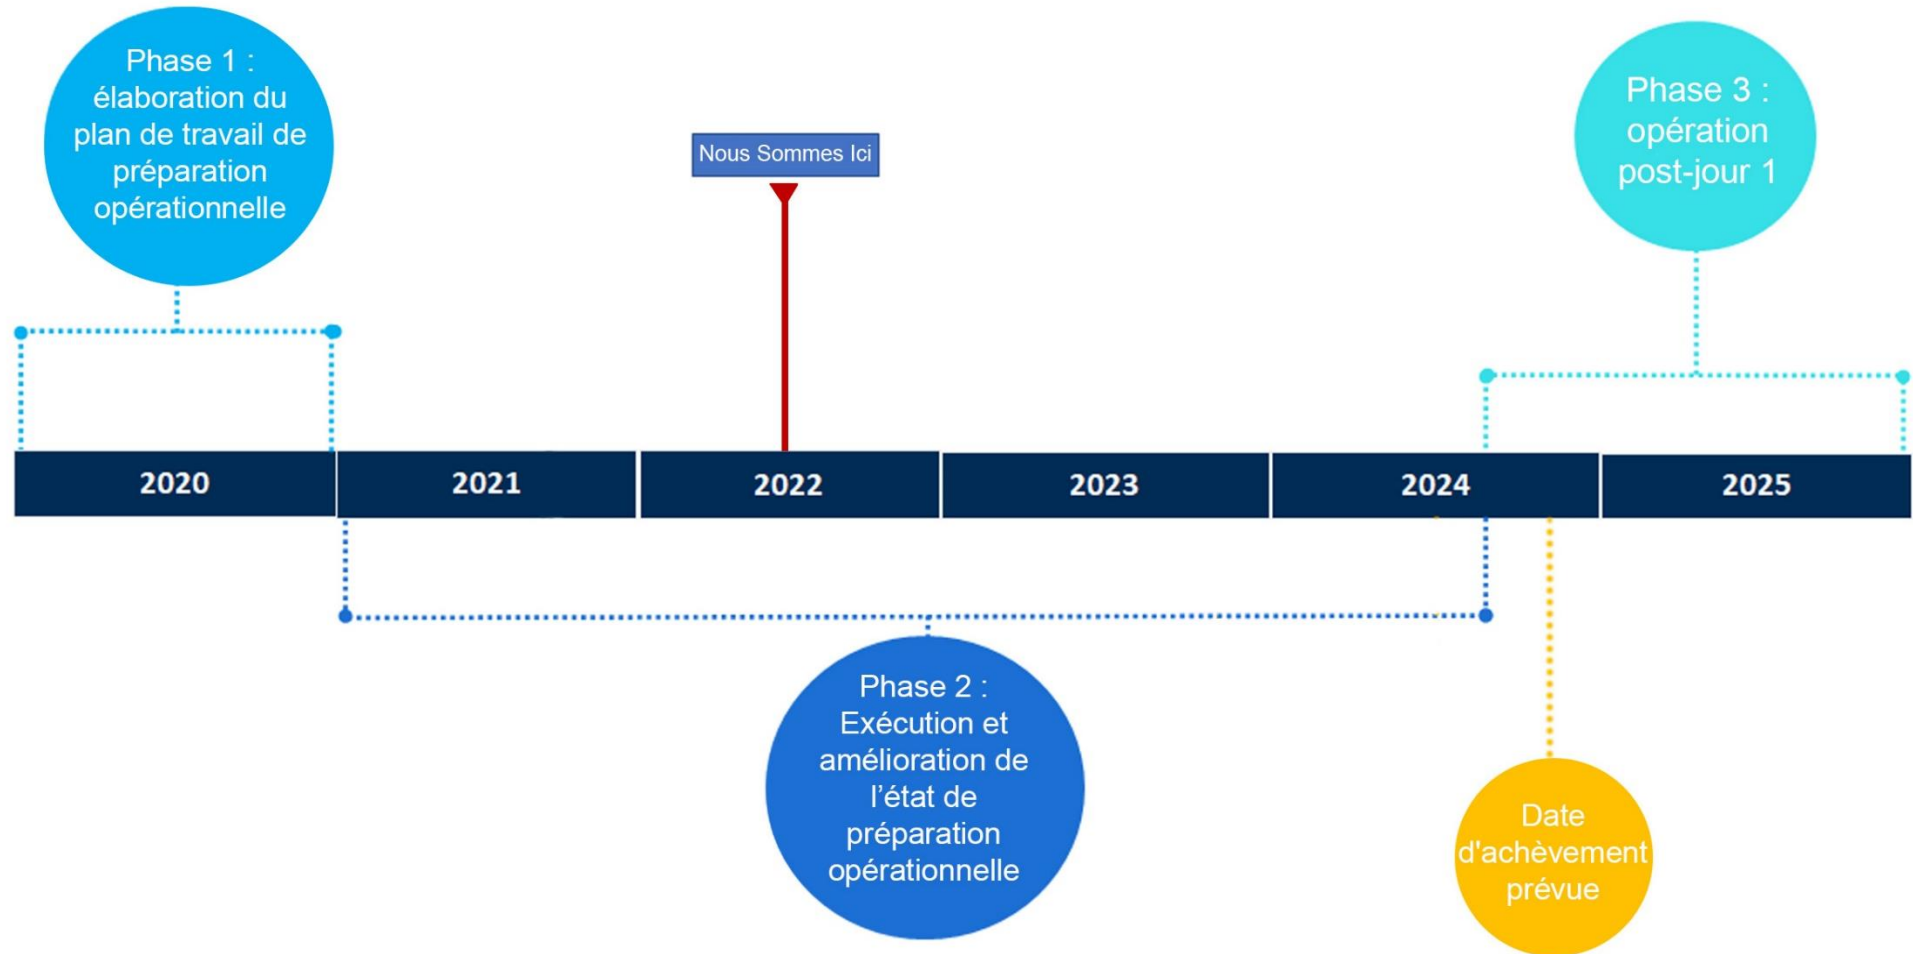 Phase 1 :
élaboration du
plan de travail de
préparation
opérationnelle
Nous Sommes Ici
Phase 3 :
opération
post-jour 1
2020
2021
2022
2023
2024
2025
Phase 2 :
Exécution et
amélioration de
l’état de
préparation
opérationnelle
Date
d'achèvement
prévue